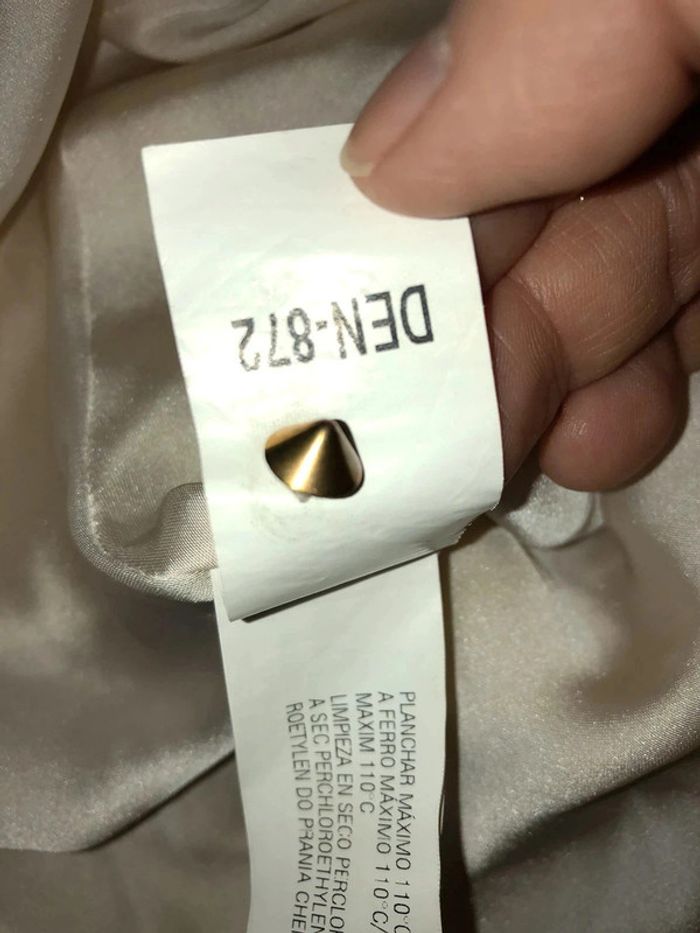 DEN-872
PLANCHAR MÁXIMO 110°C
A FERRO MÁXIMO 110°C/
MAXIM 110°C
LIMPIEZA EN SECO PERCLOR
A SEC PERCHLOROETHYLEN
ROETYLEN DO PRANIA CHE